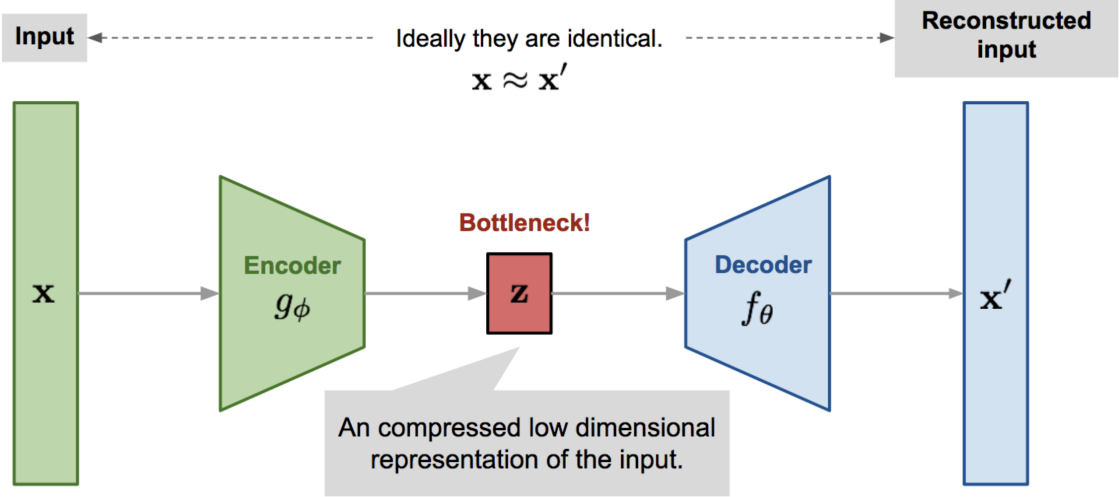 Input
Ideally they are identical.
x ≈ x′
Reconstructed
input
Bottleneck!
x
Encoder
gϕ
z
Decoder
fθ
x′
An compressed low dimensional
representation of the input.